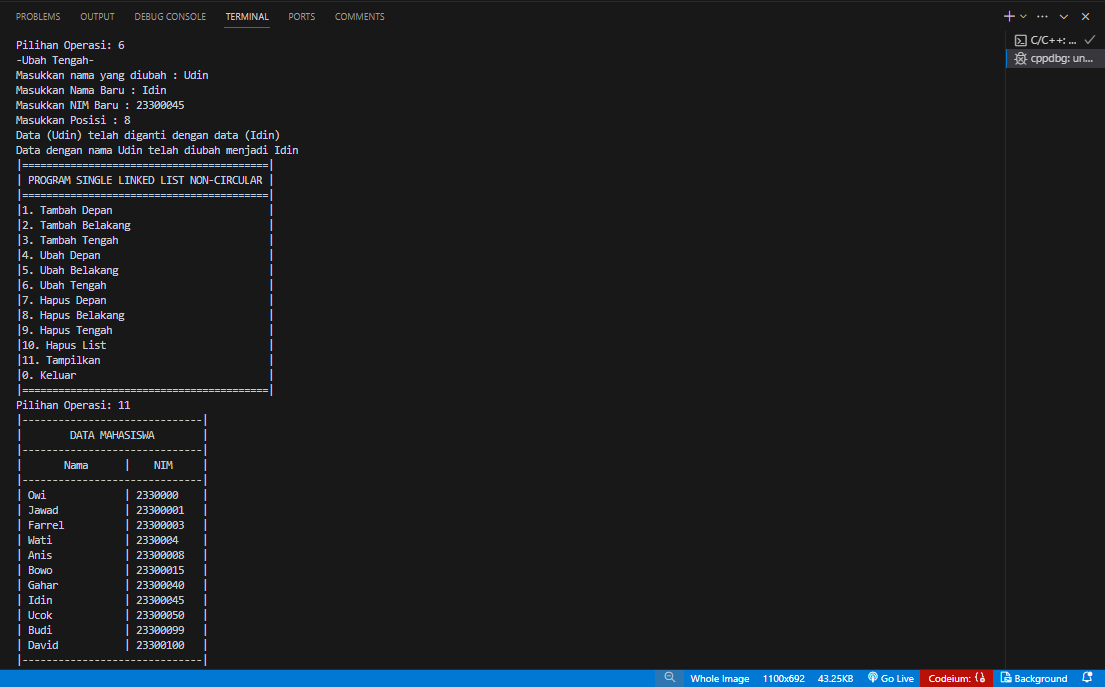 PROBLEMS OUTPUT DEBUG CONSOLE TERMINAL PORTS COMMENTS
C/C++: ...
cppdbg: un...
Pilihan Operasi: 6
-Ubah Tengah-
Masukkan nama yang diubah : Udin
Masukkan Nama Baru : Idin
Masukkan NIM Baru : 23300045
Masukkan Posisi : 8
Data (Udin) telah diganti dengan data (Idin)
Data dengan nama Udin telah diubah menjadi Idin
|=========================================|
| PROGRAM SINGLE LINKED LIST NON-CIRCULAR |
|=========================================|
|1. Tambah Depan |
|2. Tambah Belakang |
|3. Tambah Tengah |
|4. Ubah Depan |
|5. Ubah Belakang |
|6. Ubah Tengah |
|7. Hapus Depan |
|8. Hapus Belakang |
|9. Hapus Tengah |
|10. Hapus List |
|11. Tampilkan |
|0. Keluar |
|=========================================|
Pilihan Operasi: 11
|------------------------------|
| DATA MAHASISWA |
|------------------------------|
| Nama | NIM |
|------------------------------|
| Owi | 2330000 |
| Jawad | 23300001 |
| Farrel | 23300003 |
| Wati | 2330004 |
| Anis | 23300008 |
| Bowo | 23300015 |
| Gahar | 23300040 |
| Idin | 23300045 |
| Ucok | 23300050 |
| Budi | 23300099 |
| David | 23300100 |
|------------------------------|
Whole Image 1100x692 43.25KB Go Live Codeium: {} Background